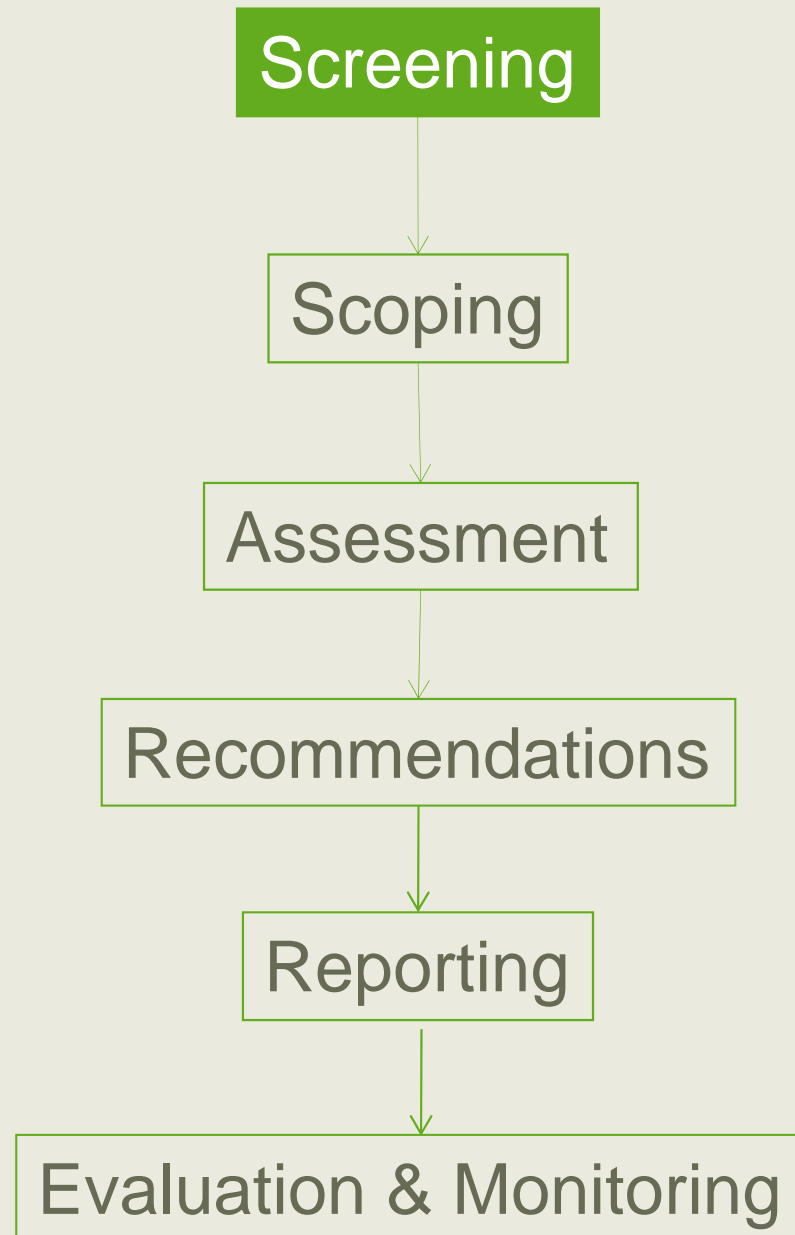 Screening
Scoping
Assessment
Recommendations
Reporting
Evaluation & Monitoring